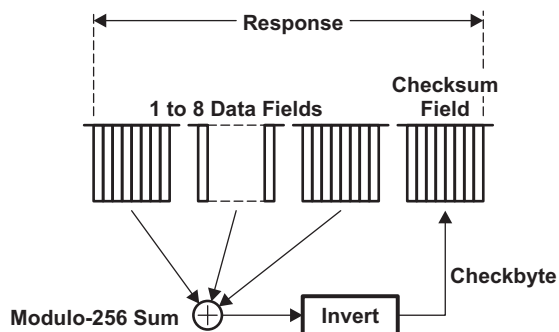 Response
1 to 8 Data Fields
Checksum
Field
Checkbyte
Modulo-256 Sum
Invert